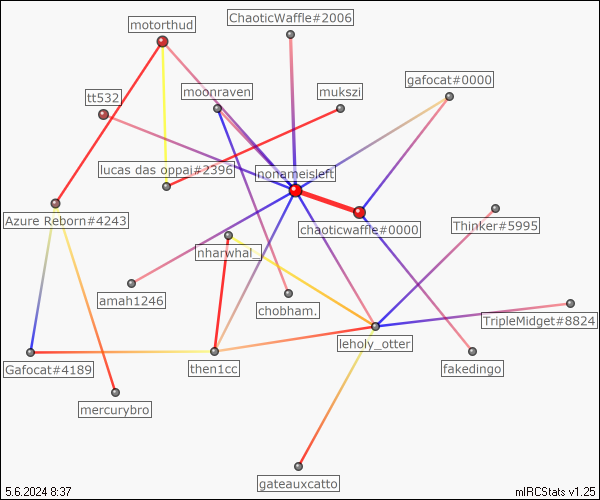 ChaoticWaffle#2006
motorthud
gafocat#0000
moonraven
mukszi
tt532
lucas das oppai#2396
nonameisleft
Azure Reborn#4243
chaoticwaffle#0000
Thinker#5995
nharwhal_
amah1246
chobham.
TripleMidget#8824
leholy_otter
Gafocat#4189
then1cc
fakedingo
mercurybro
gateauxcatto
5.6.2024 8:37
mIRCStats v1.25